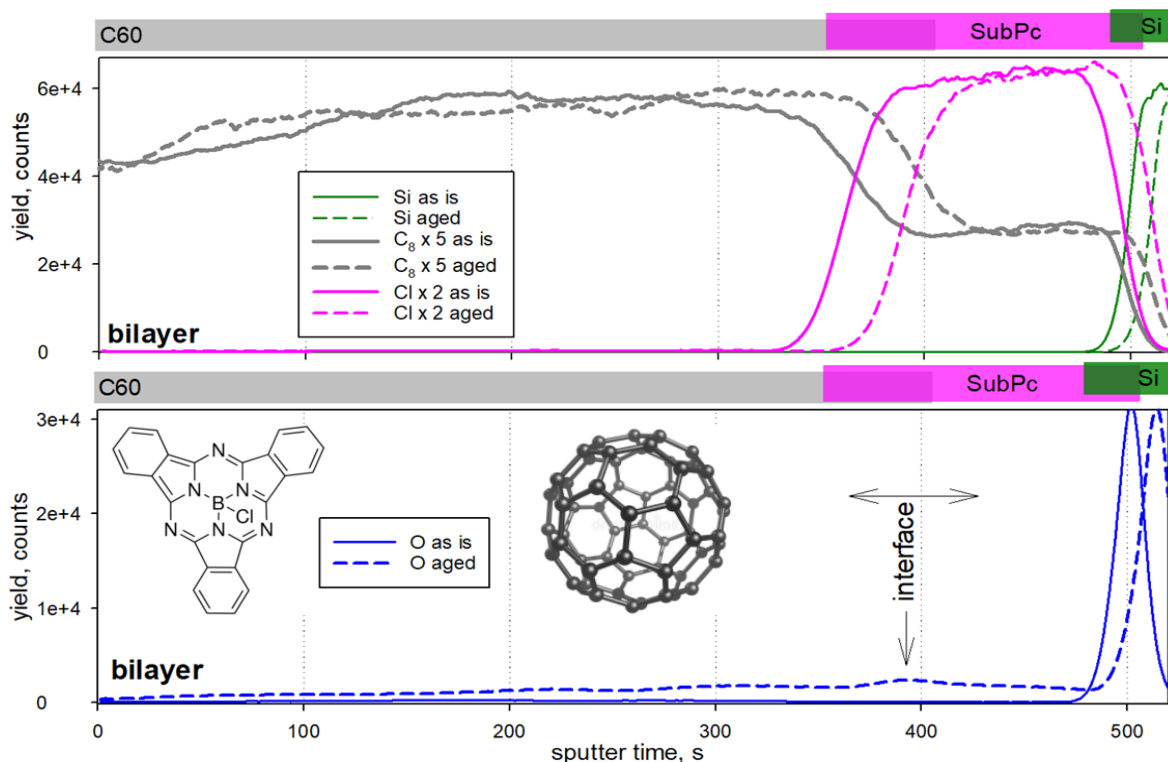 C60 SubPc Si
6e+4
4e+4
2e+4
0
yield, counts
Si as is
Si aged
C8 x 5 as is
C8 x 5 aged
Cl x 2 as is
Cl x 2 aged
bilayer
C60 SubPc Si
3e+4
2e+4
1e+4
0
yield, counts
N
N B N
Cl
N N N
O as is
O aged
interface
bilayer
0 100 200 300 400 500
sputter time, s